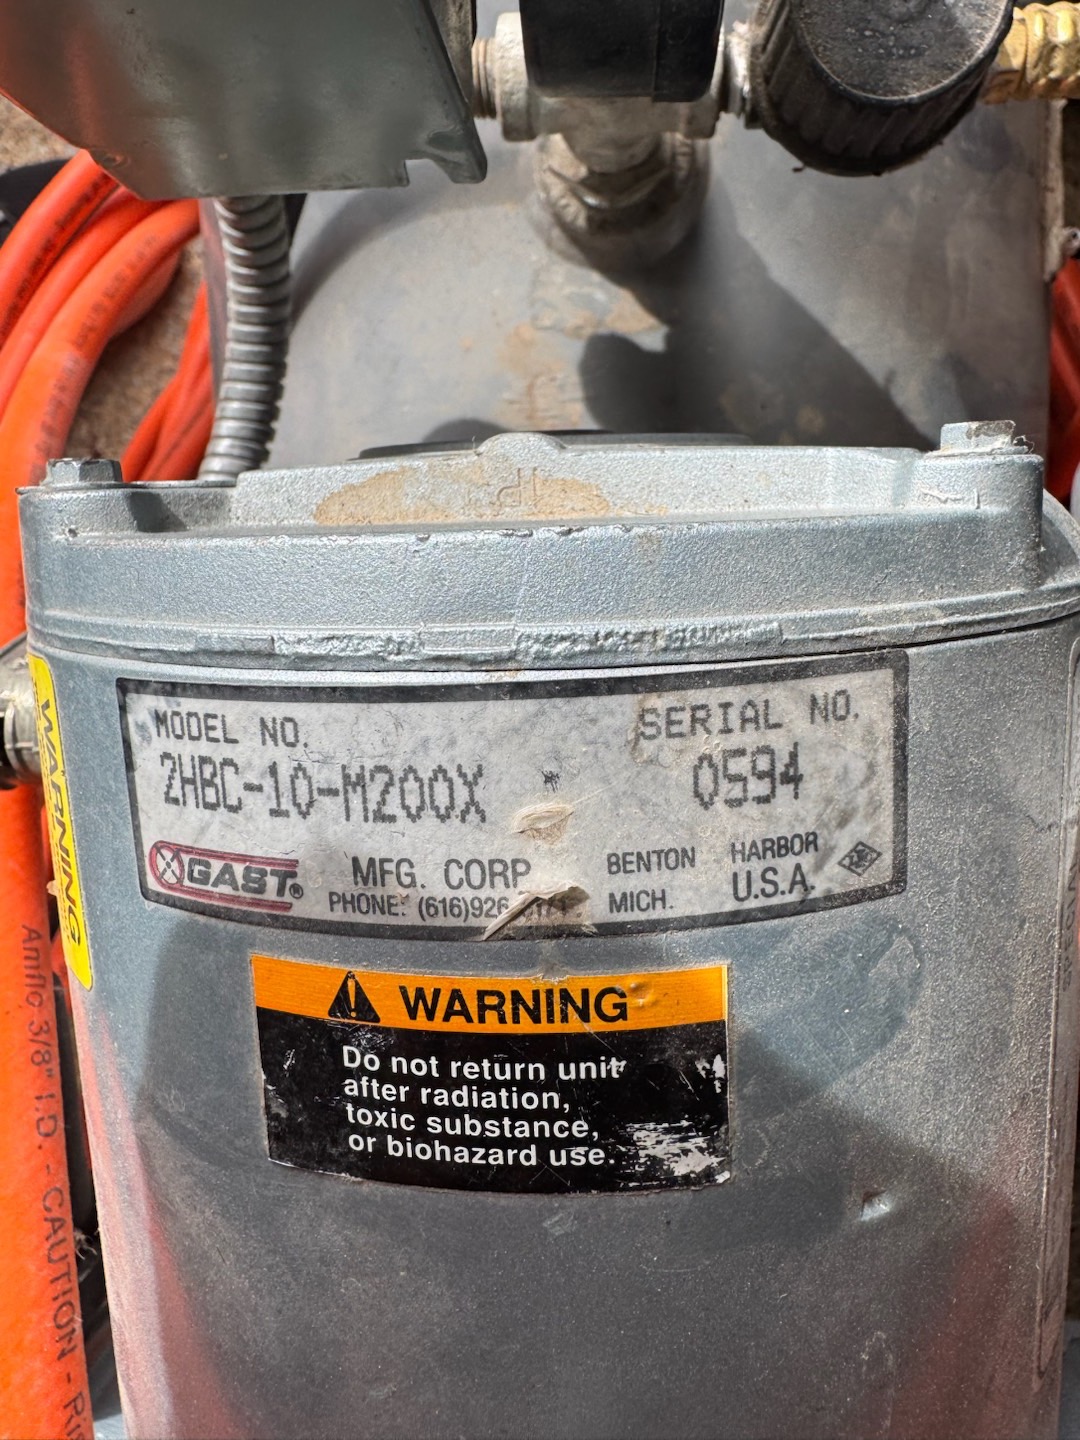 MODEL NO.
SERIAL NO.
2HBC-10-M200X
0594
GAST®
MFG. CORP
BENTON HARBOR
PHONE: (616)926
MICH. U.S.A.
WARNING
WARNING
Do not return unit
after radiation,
toxic substance,
or biohazard use.
Amflo 3/8" I.D. - CAUTION -